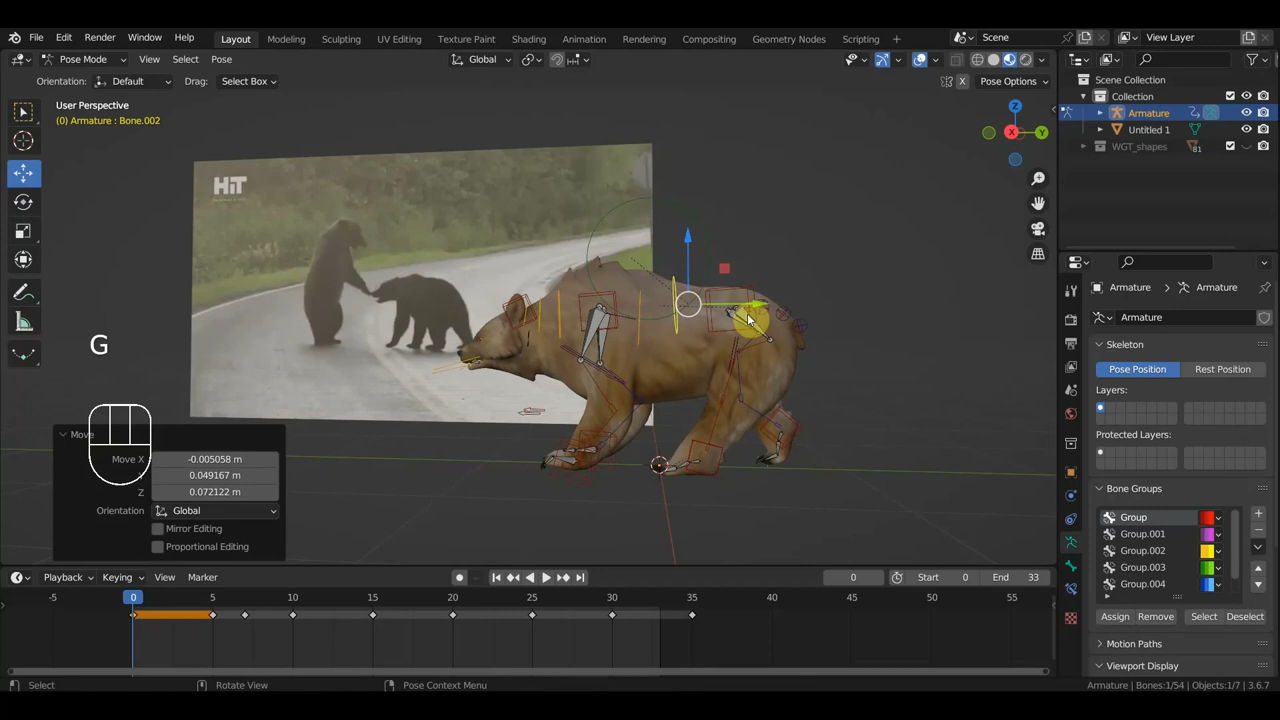 File Edit Render Window Help Layout Modeling Sculpting UV Editing Texture Paint Shading Animation Rendering Compositing Geometry Nodes Scripting + Scene View Layer
Pose Mode View Select Pose Global
Orientation: Default Drag: Select Box X Pose Options
User Perspective
(0) Armature : Bone.002
Z
X
Y
HiT
G
Move
Move X -0.005058 m
0.049167 m
Z 0.072122 m
Orientation Global
Mirror Editing
Proportional Editing
Scene Collection
Collection
Armature
Untitled 1
WGT_shapes 81
Armature Armature
Armature
Skeleton
Pose Position Rest Position
Layers:
Protected Layers:
Bone Groups
Group
Group.001
Group.002
Group.003
Group.004
Assign Remove Select Deselect
Motion Paths
Viewport Display
Playback Keying View Marker 0 Start 0 End 33
-5 0 5 10 15 20 25 30 35 40 45 50 55
Select Rotate View Pose Context Menu Armature | Bones:1/54 | Objects:1/7 | 3.6.7